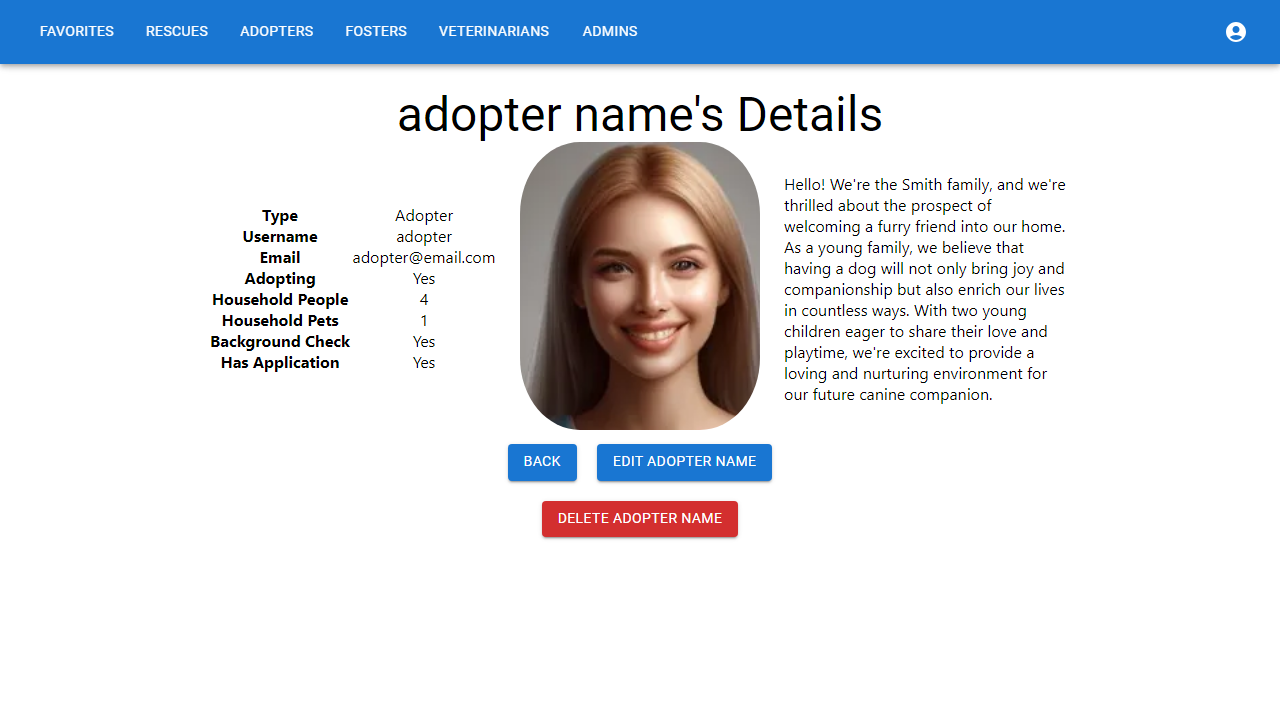 FAVORITES RESCUES ADOPTERS FOSTERS VETERINARIANS ADMINS
adopter name's Details
Type Adopter
Username adopter
Email adopter@email.com
Adopting Yes
Household People 4
Household Pets 1
Background Check Yes
Has Application Yes
Hello! We're the Smith family, and we're
thrilled about the prospect of
welcoming a furry friend into our home.
As a young family, we believe that
having a dog will not only bring joy and
companionship but also enrich our lives
in countless ways. With two young
children eager to share their love and
playtime, we're excited to provide a
loving and nurturing environment for
our future canine companion.
BACK EDIT ADOPTER NAME
DELETE ADOPTER NAME